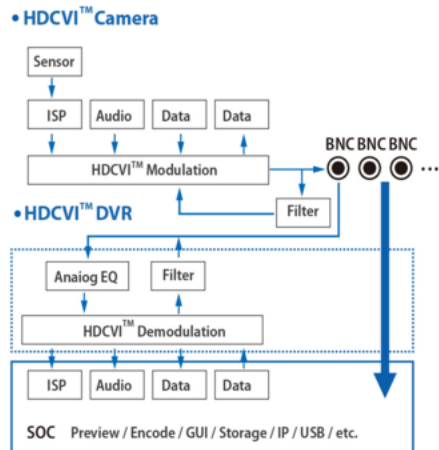 • HDCVI™ Camera
Sensor
ISP Audio Data Data
BNC BNC BNC
HDCVI™ Modulation
...
Filter
• HDCVI™ DVR
Anaiog EQ Filter
HDCVI™ Demodulation
ISP Audio Data Data
SOC Preview / Encode / GUI / Storage / IP / USB / etc.